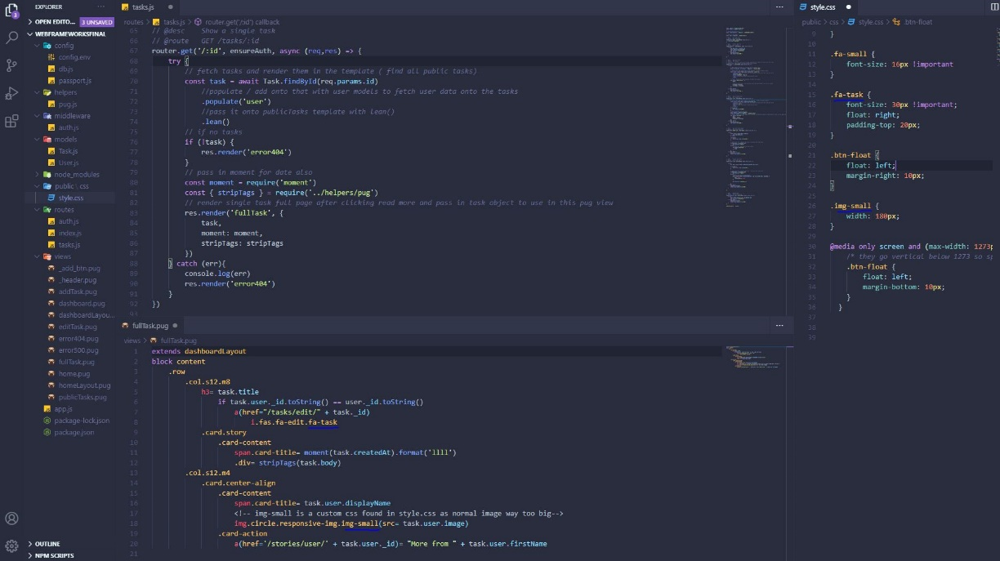 EXPLORER
OPEN EDITO... 3 UNSAVED
WEBFRAMEWORKSFINAL
config
config.env
db.js
passport.js
helpers
pug.js
middleware
auth.js
models
Task.js
User.js
node_modules
public \ css
style.css
routes
auth.js
index.js
tasks.js
views
_add_btn.pug
_header.pug
addTask.pug
dashboard.pug
dashboardLayou...
editTask.pug
error404.pug
error500.pug
fullTask.pug
home.pug
homeLayout.pug
publicTasks.pug
app.js
package-lock.json
package.json
OUTLINE
NPM SCRIPTS
3
tasks.js
routes > tasks.js > router.get('/:id') callback
65 // @desc Show a single task
66 // @route GET /tasks/:id
67 router.get('/:id', ensureAuth, async (req,res) => {
68 try {
69 // fetch tasks and render them in the template ( find all public tasks)
70 const task = await Task.findById(req.params.id)
71 //populate / add onto that with user models to fetch user data onto the tasks
72 .populate('user')
73 //pass it onto publicTasks template with lean()
74 .lean()
75 // if no tasks
76 if (!task) {
77 res.render('error404')
78 }
79 // pass in moment for date also
80 const moment = require('moment')
81 const { stripTags } = require('../helpers/pug')
82 // render single task full page after clicking read more and pass in task object to use in this pug view
83 res.render('fullTask', {
84 task,
85 moment: moment,
86 stripTags: stripTags
87 })
88 } catch (err){
89 console.log(err)
90 res.render('error404')
91 }
92 })
93
fullTask.pug
views > fullTask.pug
1 extends dashboardLayout
2 block content
3 .row
4 .col.s12.m8
5 h3= task.title
6 if task.user._id.toString() == user._id.toString()
7 a(href="/tasks/edit/" + task._id)
8 i.fas.fa-edit.fa-task
9 .card.story
10 .card-content
11 span.card-title= moment(task.createdAt).format('llll')
12 .div= stripTags(task.body)
13 .col.s12.m4
14 .card.center-align
15 .card-content
16 span.card-title= task.user.displayName
17 <!-- img-small is a custom css found in style.css as normal image way too big-->
18 img.circle.responsive-img.img-small(src= task.user.image)
19 .card-action
20 a(href='/stories/user/' + task.user._id)= "More from " + task.user.firstName
21
style.css
public > css > style.css > .btn-float
9 }
10
11 .fa-small {
12 font-size: 16px !important
13 }
14
15 .fa-task {
16 font-size: 30px !important;
17 float: right;
18 padding-top: 20px;
19 }
20
21 .btn-float {
22 float: left;
23 margin-right: 10px;
24 }
25
26 .img-small {
27 width: 180px;
28 }
29
30 @media only screen and (max-width: 1273p
31 /* they go vertical below 1273 so sp
32 .btn-float {
33 float: left;
34 margin-bottom: 10px;
35 }
36 }
37
38
39